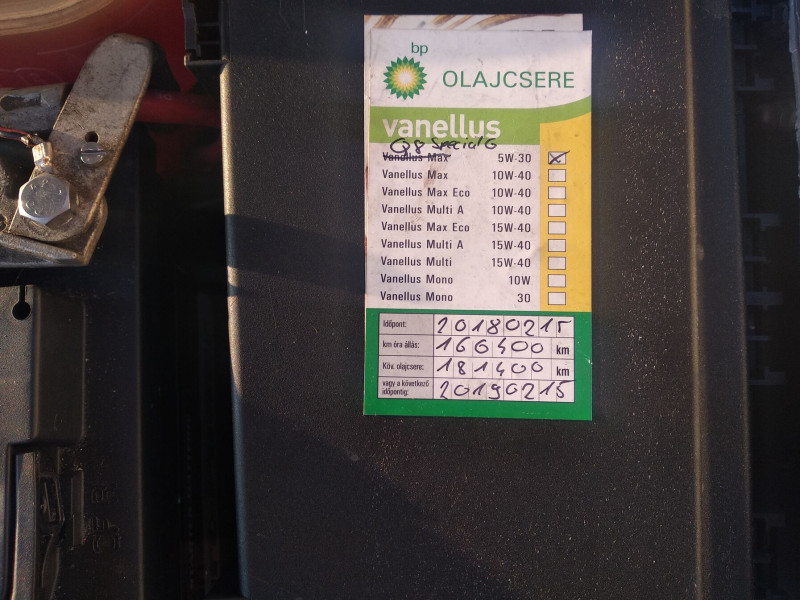 bp
OLAJCSERE
vanellus
Q8 SPECIAL G
Vanellus Max 5W-30 X
Vanellus Max 10W-40
Vanellus Max Eco 10W-40
Vanellus Multi A 10W-40
Vanellus Max Eco 15W-40
Vanellus Multi A 15W-40
Vanellus Multi 15W-40
Vanellus Mono 10W
Vanellus Mono 30
Időpont: 20180215
km óra állás: 166400 km
Köv. olajcsere: 181400 km
vagy a következő
időpontig: 20190215